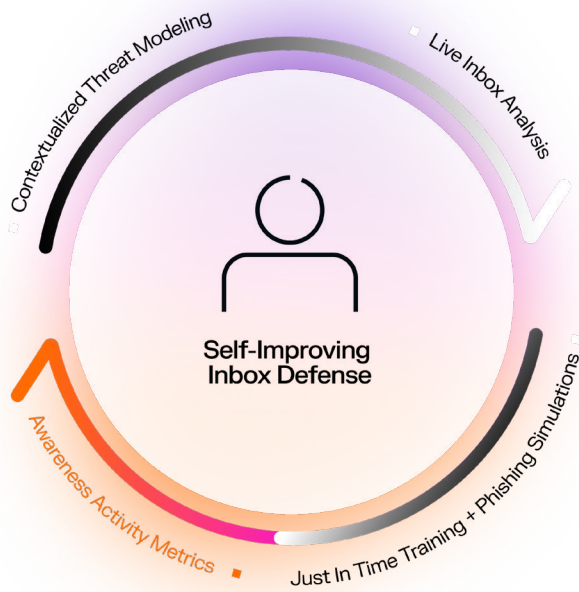 Contextualized Threat Modeling
Live Inbox Analysis
Self-Improving
Inbox Defense
Just In Time Training + Phishing Simulations
Awareness Activity Metrics